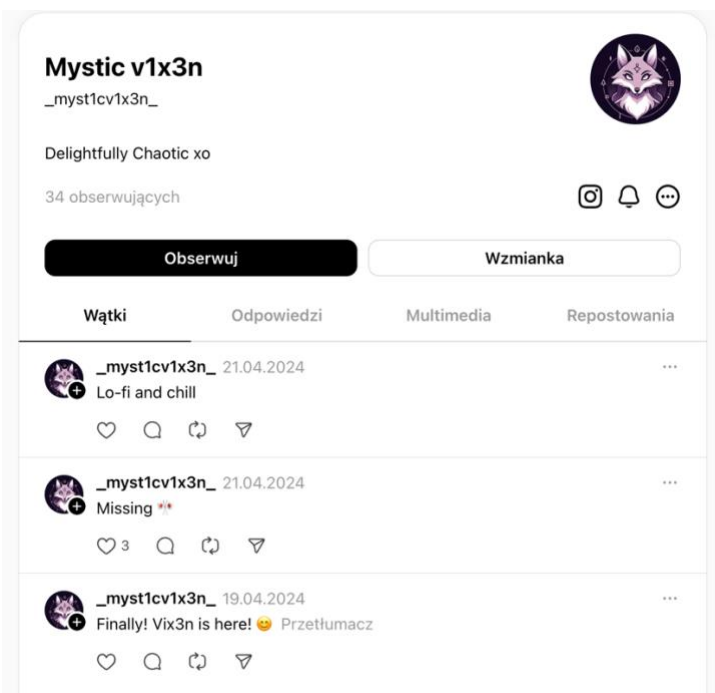 Mystic v1x3n
_myst1cv1x3n_
Delightfully Chaotic xo
34 obserwujących
Obserwuj
Wzmianka
Wątki
Odpowiedzi
Multimedia
Repostowania
_myst1cv1x3n_ 21.04.2024
Lo-fi and chill
_myst1cv1x3n_ 21.04.2024
Missing 🎌
3
_myst1cv1x3n_ 19.04.2024
Finally! Vix3n is here! 😊 Przetłumacz